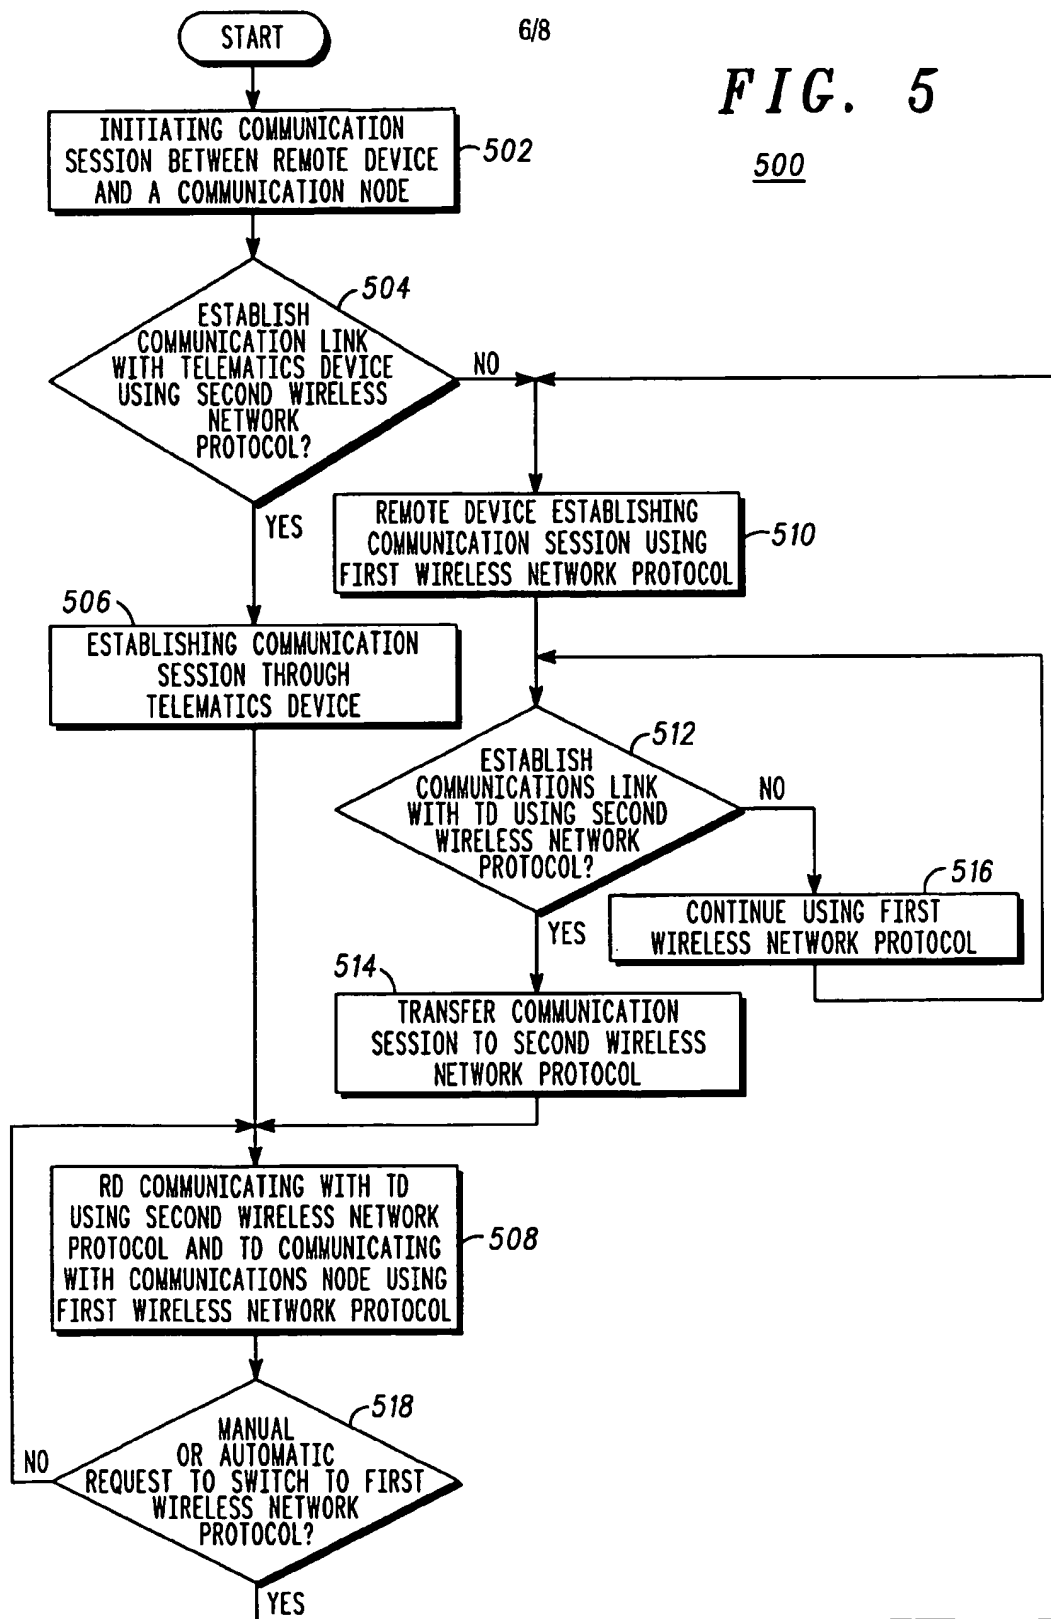 START
6/8
FIG. 5
500
INITIATING COMMUNICATION
SESSION BETWEEN REMOTE DEVICE
AND A COMMUNICATION NODE
502
504
ESTABLISH
COMMUNICATION LINK
WITH TELEMATICS DEVICE
USING SECOND WIRELESS
NETWORK
PROTOCOL?
NO
YES
REMOTE DEVICE ESTABLISHING
COMMUNICATION SESSION USING
FIRST WIRELESS NETWORK PROTOCOL
510
506
ESTABLISHING COMMUNICATION
SESSION THROUGH
TELEMATICS DEVICE
512
ESTABLISH
COMMUNICATIONS LINK
WITH TD USING SECOND
WIRELESS NETWORK
PROTOCOL?
NO
YES
516
CONTINUE USING FIRST
WIRELESS NETWORK PROTOCOL
514
TRANSFER COMMUNICATION
SESSION TO SECOND WIRELESS
NETWORK PROTOCOL
RD COMMUNICATING WITH TD
USING SECOND WIRELESS NETWORK
PROTOCOL AND TD COMMUNICATING
WITH COMMUNICATIONS NODE USING
FIRST WIRELESS NETWORK PROTOCOL
508
518
MANUAL
OR AUTOMATIC
REQUEST TO SWITCH TO FIRST
WIRELESS NETWORK
PROTOCOL?
NO
YES